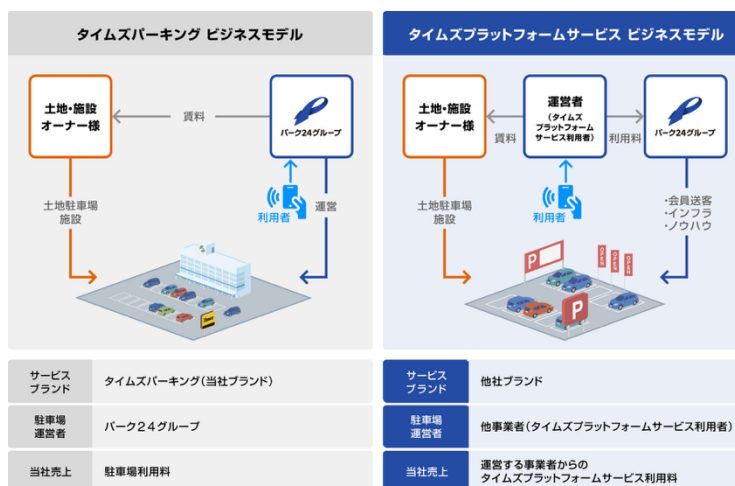 タイムズパーキング ビジネスモデル
土地・施設
オーナー様
賃料
パーク24グループ
利用者
土地駐車場
施設
運営
サービス
ブランド
タイムズパーキング(当社ブランド)
駐車場
運営者
パーク24グループ
当社売上
駐車場利用料
タイムズプラットフォームサービス ビジネスモデル
土地・施設
オーナー様
賃料
運営者
(タイムズ
プラットフォーム
サービス利用者)
利用料
パーク24グループ
利用者
土地駐車場
施設
・会員送客
・インフラ
・ノウハウ
P
OPEN
OPEN
OPEN
P
サービス
ブランド
他社ブランド
駐車場
運営者
他事業者(タイムズプラットフォームサービス利用者)
当社売上
運営する事業者からの
タイムズプラットフォームサービス利用料